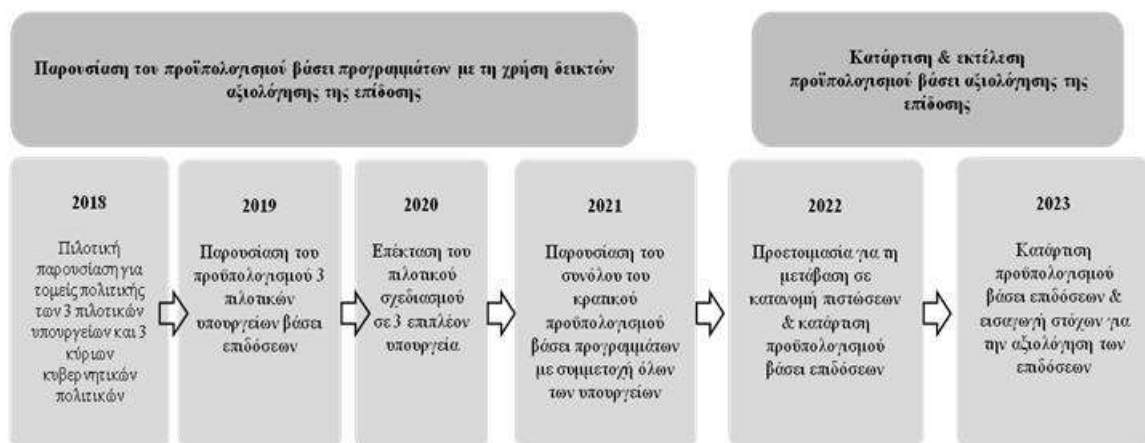 Παρουσίαση του προϋπολογισμού βάσει προγραμμάτων με τη χρήση δεικτών
αξιολόγησης της επίδοσης
Κατάρτιση & εκτέλεση
προϋπολογισμού βάσει αξιολόγησης της
επίδοσης
2018
Πιλοτική
παρουσίαση για
τομείς πολιτικής
των 3 πιλοτικών
υπουργείων και 3
κύριων
κυβερνητικών
πολιτικών
2019
Παρουσίαση του
προϋπολογισμού 3
πιλοτικών
υπουργείων βάσει
επιδόσεων
2020
Επέκταση του
πιλοτικού
σχεδιασμού
σε 3 επιπλέον
υπουργεία
2021
Παρουσίαση του
συνόλου του
κρατικού
προϋπολογισμού
βάσει προγραμμάτων
με συμμετοχή όλων
των υπουργείων
2022
Προετοιμασία για τη
μετάβαση σε
κατανομή πιστώσεων
& κατάρτιση
προϋπολογισμού
βάσει επιδόσεων
2023
Κατάρτιση
προϋπολογισμού
βάσει επιδόσεων &
εισαγωγή στόχων για
την αξιολόγηση των
επιδόσεων